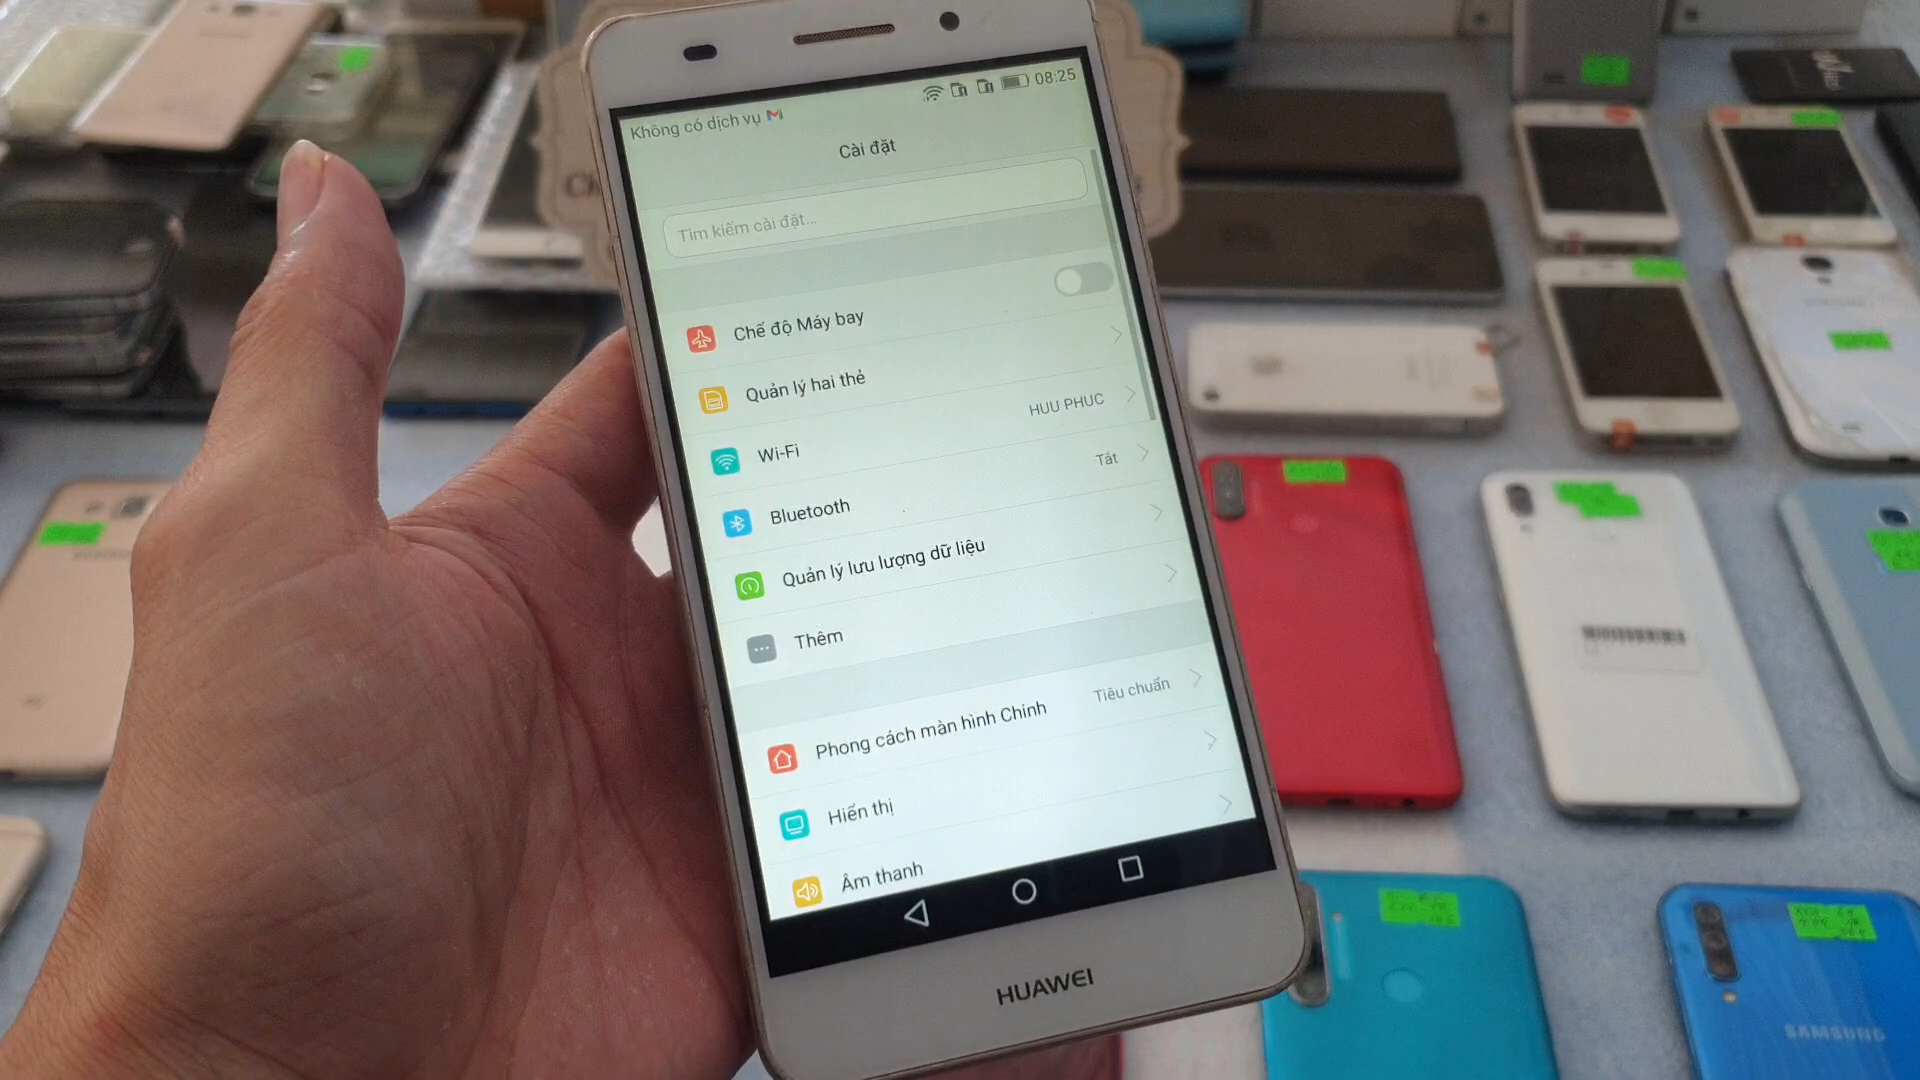 Không có dịch vụ
08:25
Cài đặt
Tìm kiếm cài đặt...
Chế độ Máy bay
Quản lý hai thẻ
Wi-Fi
HUU PHUC
Bluetooth
Tắt
Quản lý lưu lượng dữ liệu
Thêm
Phong cách màn hình Chính
Tiêu chuẩn
Hiển thị
Âm thanh
HUAWEI
SAMSUNG